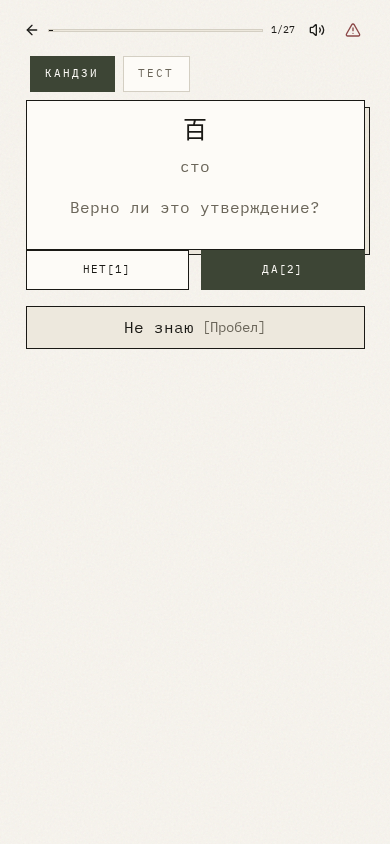 1/27
КАНДЗИ ТЕСТ
百
сто
Верно ли это утверждение?
НЕТ[1] ДА[2]
Не знаю [Пробел]